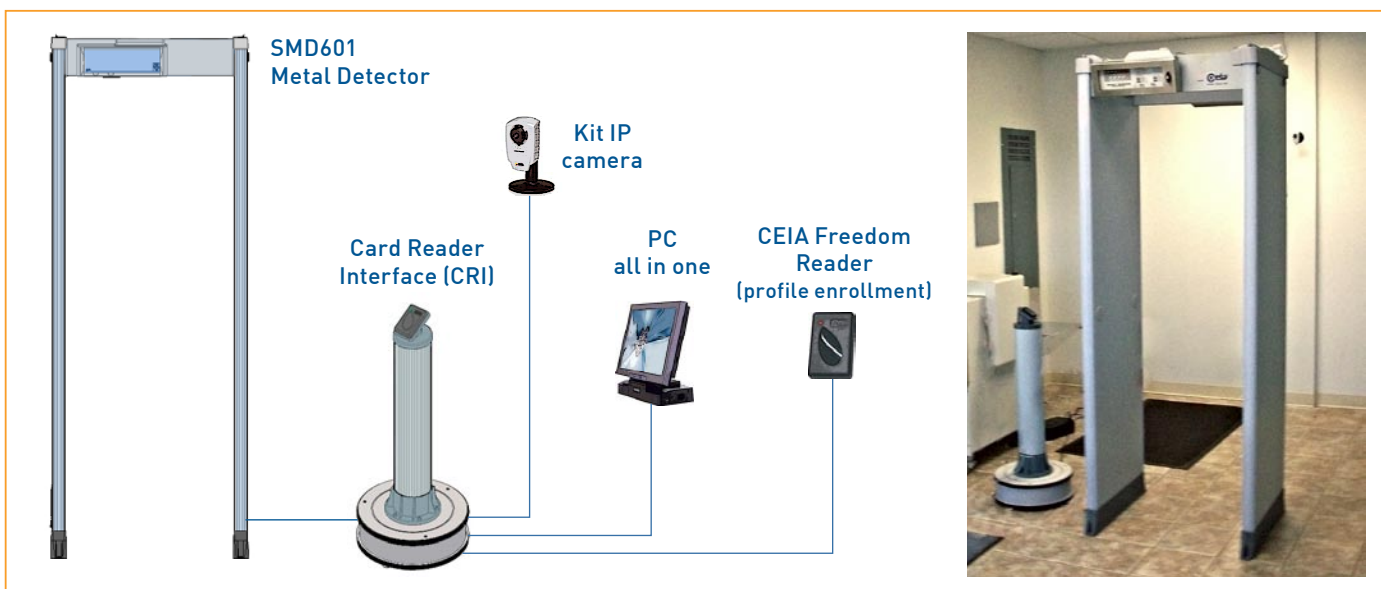 SMD601
Metal Detector
Kit IP
camera
Card Reader
Interface (CRI)
PC
all in one
CEIA Freedom
Reader
(profile enrollment)